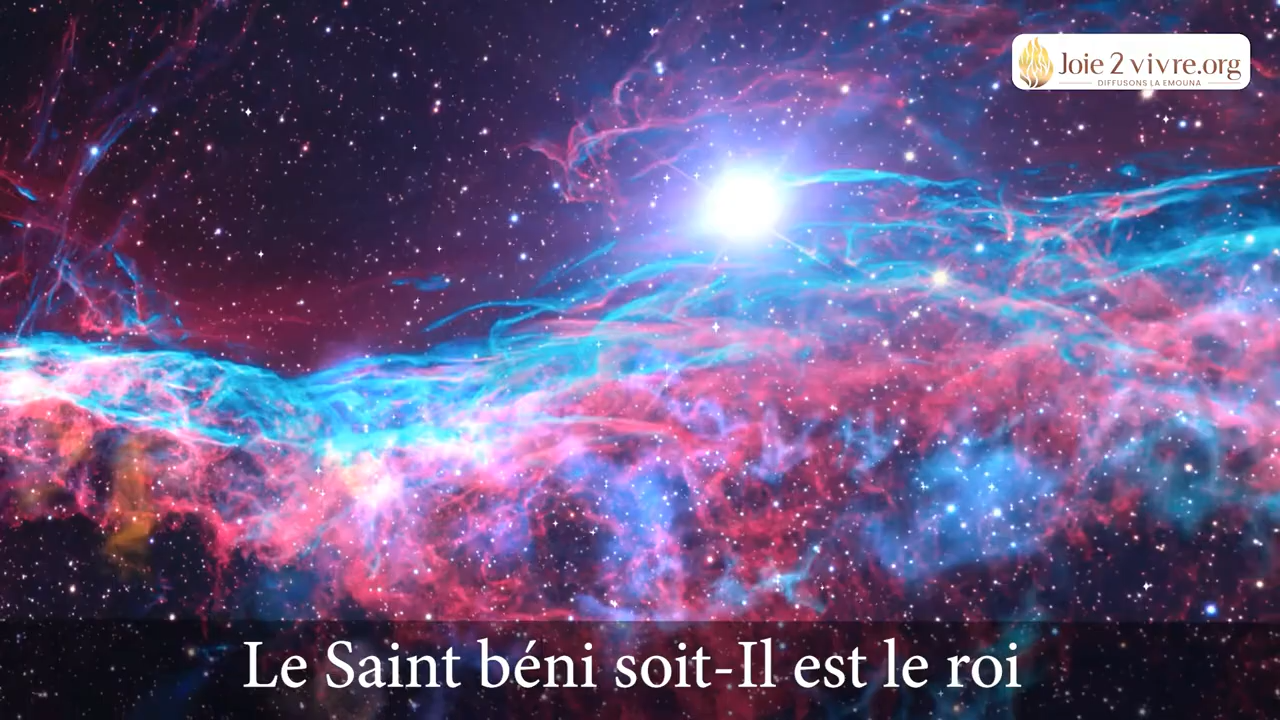 Joie 2 vivre.org
DIFFUSONS LA EMOUNA
Le Saint béni soit-Il est le roi